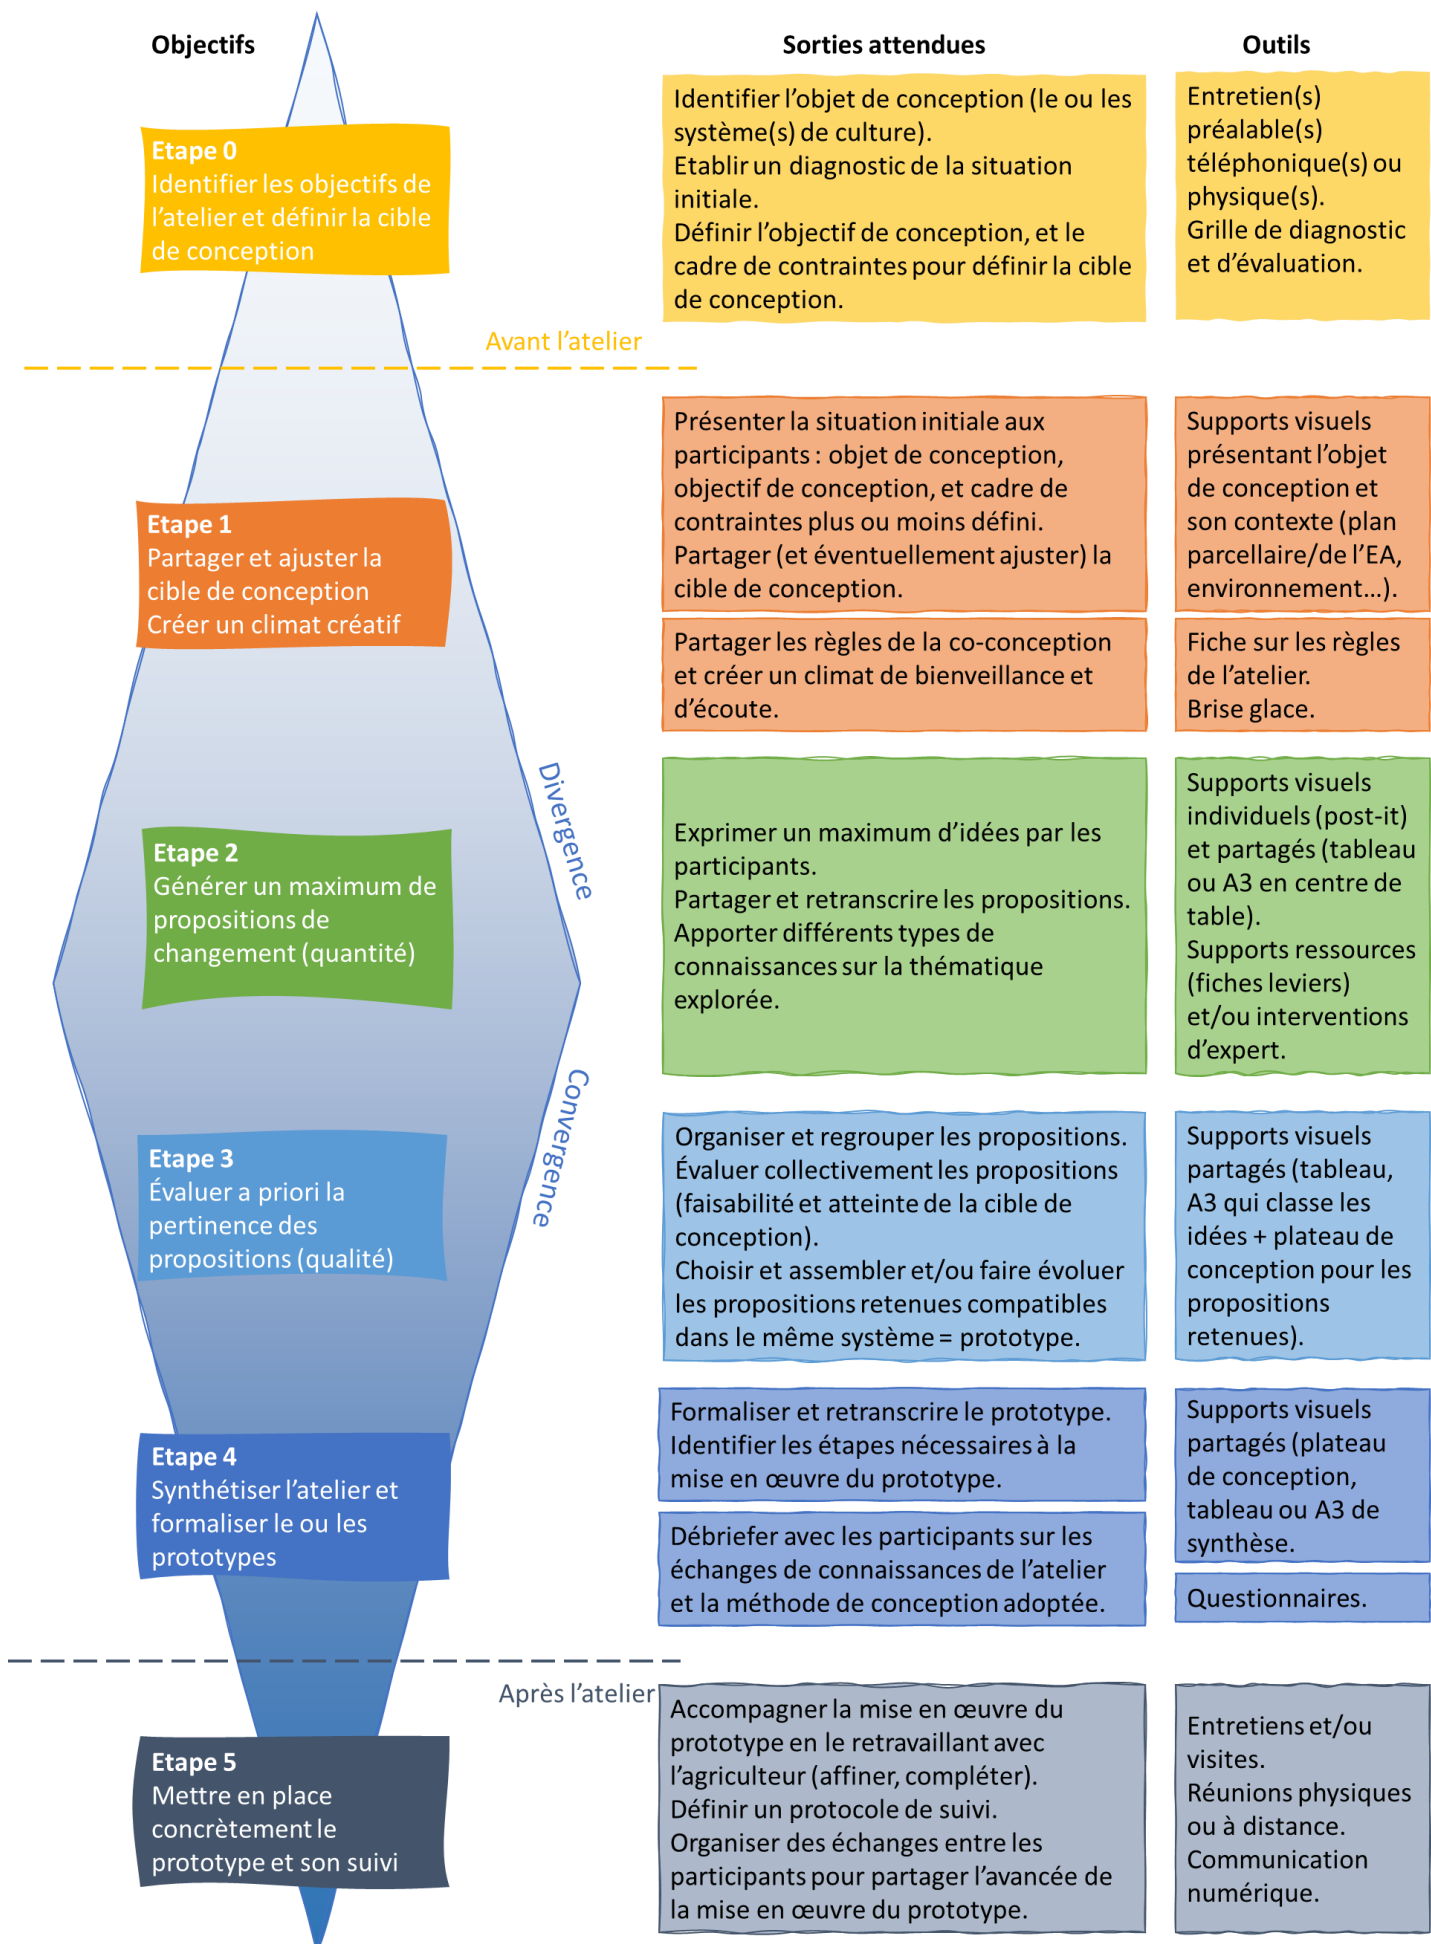 Objectifs
Sorties attendues
Outils
Etape 0
Identifier les objectifs de
l’atelier et définir la cible
de conception
Identifier l’objet de conception (le ou les
système(s) de culture).
Etablir un diagnostic de la situation
initiale.
Définir l’objectif de conception, et le
cadre de contraintes pour définir la cible
de conception.
Entretien(s)
préalable(s)
téléphonique(s) ou
physique(s).
Grille de diagnostic
et d’évaluation.
Avant l’atelier
Etape 1
Partager et ajuster la
cible de conception
Créer un climat créatif
Présenter la situation initiale aux
participants : objet de conception,
objectif de conception, et cadre de
contraintes plus ou moins défini.
Partager (et éventuellement ajuster) la
cible de conception.
Supports visuels
présentant l’objet
de conception et
son contexte (plan
parcellaire/de l’EA,
environnement…).
Partager les règles de la co-conception
et créer un climat de bienveillance et
d’écoute.
Fiche sur les règles
de l’atelier.
Brise glace.
Divergence
Etape 2
Générer un maximum de
propositions de
changement (quantité)
Exprimer un maximum d’idées par les
participants.
Partager et retranscrire les propositions.
Apporter différents types de
connaissances sur la thématique
explorée.
Supports visuels
individuels (post-it)
et partagés (tableau
ou A3 en centre de
table).
Supports ressources
(fiches leviers)
et/ou interventions
d’expert.
Convergence
Etape 3
Évaluer a priori la
pertinence des
propositions (qualité)
Organiser et regrouper les propositions.
Évaluer collectivement les propositions
(faisabilité et atteinte de la cible de
conception).
Choisir et assembler et/ou faire évoluer
les propositions retenues compatibles
dans le même système = prototype.
Supports visuels
partagés (tableau,
A3 qui classe les
idées + plateau de
conception pour les
propositions
retenues).
Etape 4
Synthétiser l’atelier et
formaliser le ou les
prototypes
Formaliser et retranscrire le prototype.
Identifier les étapes nécessaires à la
mise en œuvre du prototype.
Supports visuels
partagés (plateau
de conception,
tableau ou A3 de
synthèse.
Débriefer avec les participants sur les
échanges de connaissances de l’atelier
et la méthode de conception adoptée.
Questionnaires.
Après l’atelier
Etape 5
Mettre en place
concrètement le
prototype et son suivi
Accompagner la mise en œuvre du
prototype en le retravaillant avec
l’agriculteur (affiner, compléter).
Définir un protocole de suivi.
Organiser des échanges entre les
participants pour partager l’avancée de
la mise en œuvre du prototype.
Entretiens et/ou
visites.
Réunions physiques
ou à distance.
Communication
numérique.